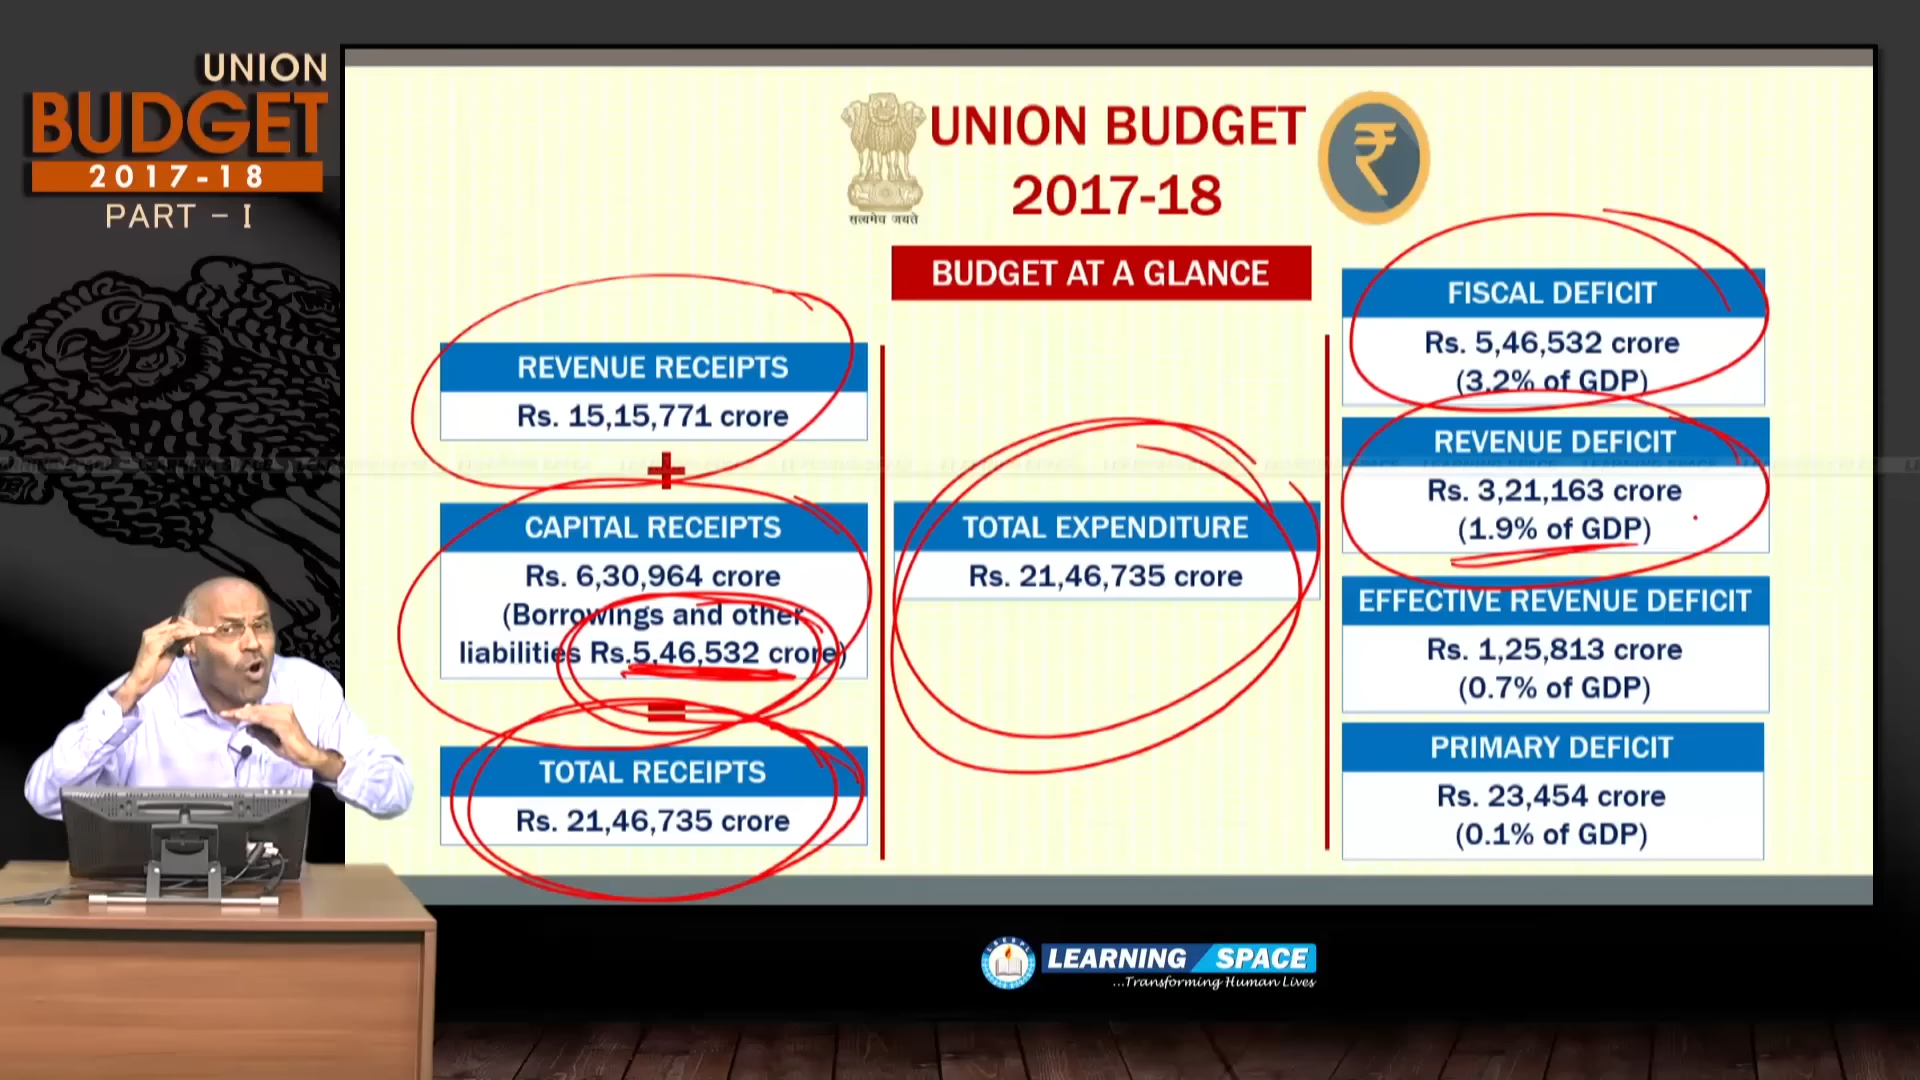 UNION
BUDGET
2017-18
PART – I
सत्यमेव जयते
UNION BUDGET
2017-18
₹
BUDGET AT A GLANCE
REVENUE RECEIPTS
Rs. 15,15,771 crore
+
CAPITAL RECEIPTS
Rs. 6,30,964 crore
(Borrowings and other
liabilities Rs.5,46,532 crore)
=
TOTAL RECEIPTS
Rs. 21,46,735 crore
TOTAL EXPENDITURE
Rs. 21,46,735 crore
FISCAL DEFICIT
Rs. 5,46,532 crore
(3.2% of GDP)
REVENUE DEFICIT
Rs. 3,21,163 crore
(1.9% of GDP)
EFFECTIVE REVENUE DEFICIT
Rs. 1,25,813 crore
(0.7% of GDP)
PRIMARY DEFICIT
Rs. 23,454 crore
(0.1% of GDP)
LEARNING SPACE
...Transforming Human Lives